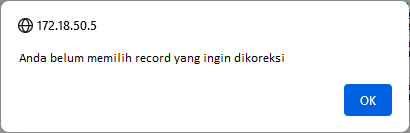 172.18.50.5
Anda belum memilih record yang ingin dikoreksi
OK